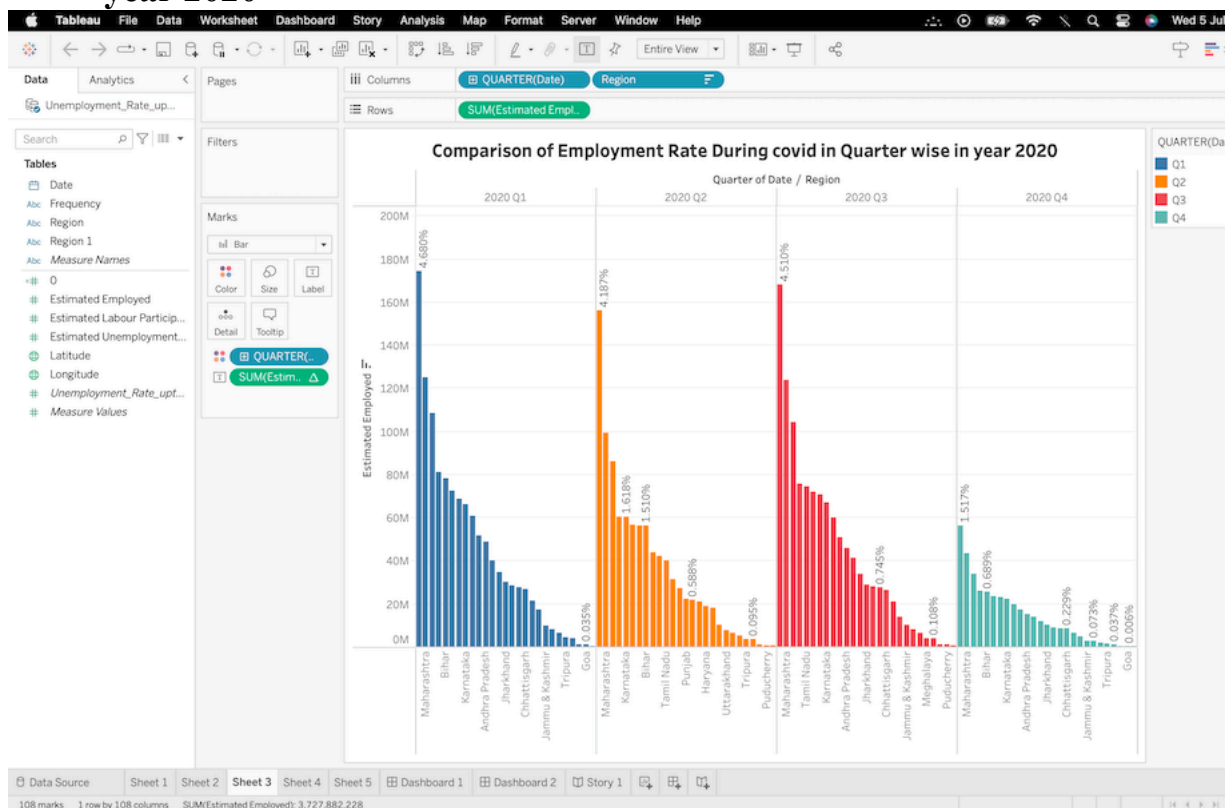 year 2020
Tableau File Data Worksheet Dashboard Story Analysis Map Format Server Window Help Wed 5 Jul
Entire View
Data Analytics Pages Columns QUARTER(Date) Region
Unemployment_Rate_up... Rows SUM(Estimated Empl..
Search
Filters
Tables
Date
Abc Frequency
Abc Region
Abc Region 1
Abc Measure Names
# 0
# Estimated Employed
# Estimated Labour Particip...
# Estimated Unemployment...
Latitude
Longitude
# Unemployment_Rate_upt...
# Measure Values
Marks
Bar
Color Size Label
Detail Tooltip
QUARTER(..
SUM(Estim..
Comparison of Employment Rate During covid in Quarter wise in year 2020
Quarter of Date / Region
2020 Q1 2020 Q2 2020 Q3 2020 Q4
QUARTER(Da
Q1
Q2
Q3
Q4
Estimated Employed
200M
180M
160M
140M
120M
100M
80M
60M
40M
20M
0M
4.680% 0.035%
4.187% 1.618% 1.510% 0.588% 0.095%
4.510% 0.745% 0.108%
1.517% 0.689% 0.229% 0.073% 0.037% 0.006%
Maharashtra Bihar Karnataka Andhra Pradesh Jharkhand Chhattisgarh Jammu & Kashmir Tripura Goa
Maharashtra Karnataka Bihar Tamil Nadu Punjab Haryana Uttarakhand Tripura Puducherry
Maharashtra Tamil Nadu Karnataka Andhra Pradesh Jharkhand Chhattisgarh Jammu & Kashmir Meghalaya Puducherry
Maharashtra Bihar Karnataka Andhra Pradesh Jharkhand Chhattisgarh Jammu & Kashmir Tripura Goa
Data Source Sheet 1 Sheet 2 Sheet 3 Sheet 4 Sheet 5 Dashboard 1 Dashboard 2 Story 1
108 marks 1 row by 108 columns SUM(Estimated Employed): 3,727,882,228